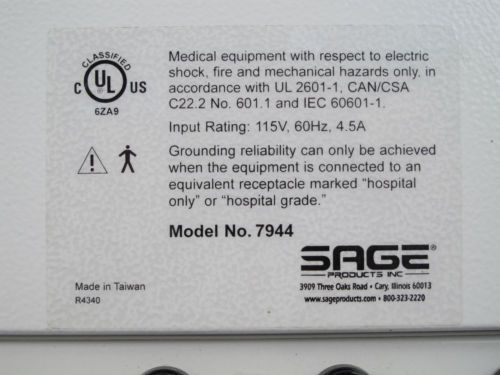 CLASSIFIED
C UL US
6ZA9
Medical equipment with respect to electric
shock, fire and mechanical hazards only, in
accordance with UL 2601-1, CAN/CSA
C22.2 No. 601.1 and IEC 60601-1.
Input Rating: 115V, 60Hz, 4.5A
Grounding reliability can only be achieved
when the equipment is connected to an
equivalent receptacle marked “hospital
only” or “hospital grade.”
Model No. 7944
SAGE®
PRODUCTS INC
3909 Three Oaks Road • Cary, Illinois 60013
www.sageproducts.com • 800-323-2220
Made in Taiwan
R4340